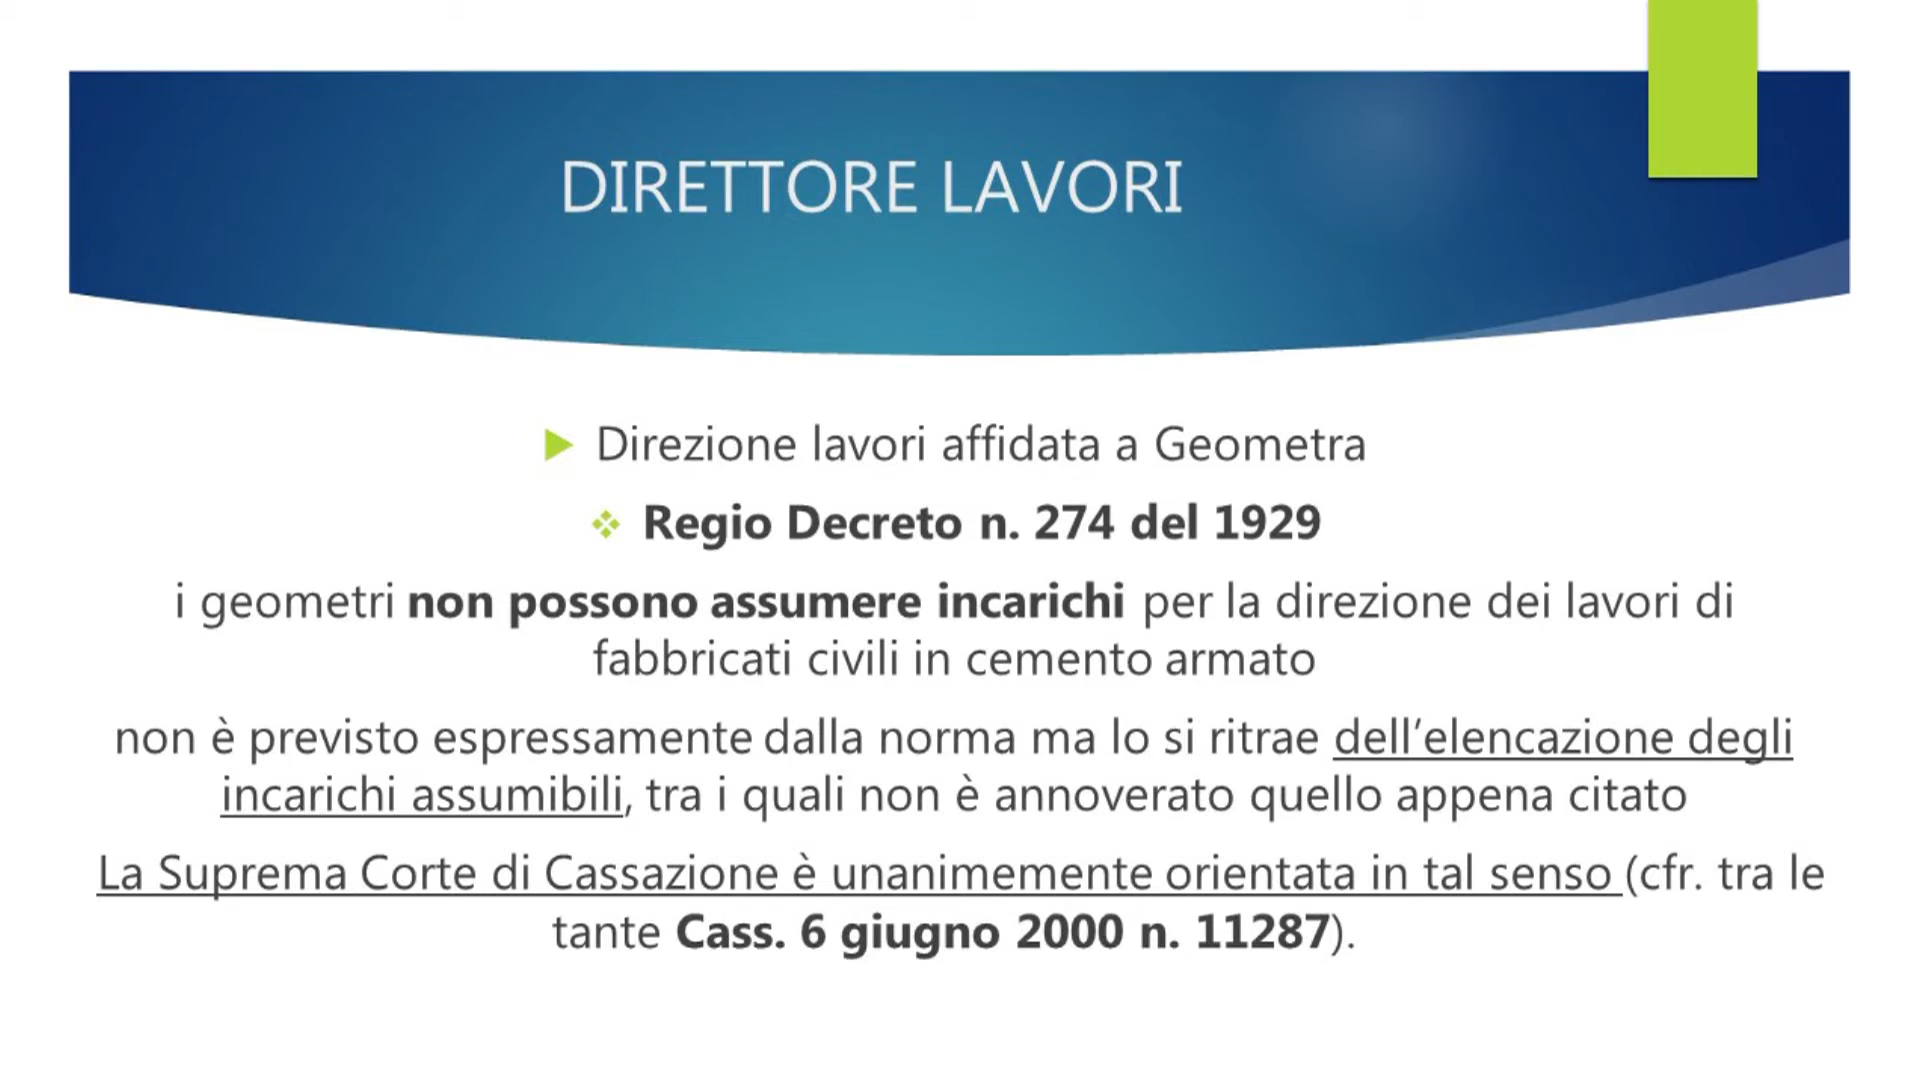 DIRETTORE LAVORI
Direzione lavori affidata a Geometra
Regio Decreto n. 274 del 1929
i geometri non possono assumere incarichi per la direzione dei lavori di
fabbricati civili in cemento armato
non è previsto espressamente dalla norma ma lo si ritrae dell’elencazione degli
incarichi assumibili, tra i quali non è annoverato quello appena citato
La Suprema Corte di Cassazione è unanimemente orientata in tal senso (cfr. tra le
tante Cass. 6 giugno 2000 n. 11287).